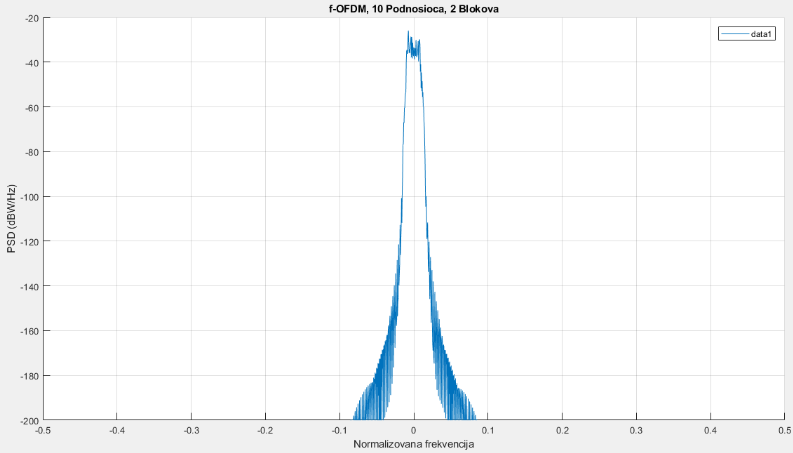 f-OFDM, 10 Podnosioca, 2 Blokova
data1
PSD (dBW/Hz)
-20
-40
-60
-80
-100
-120
-140
-160
-180
-200
-0.5 -0.4 -0.3 -0.2 -0.1 0 0.1 0.2 0.3 0.4 0.5
Normalizovana frekvencija